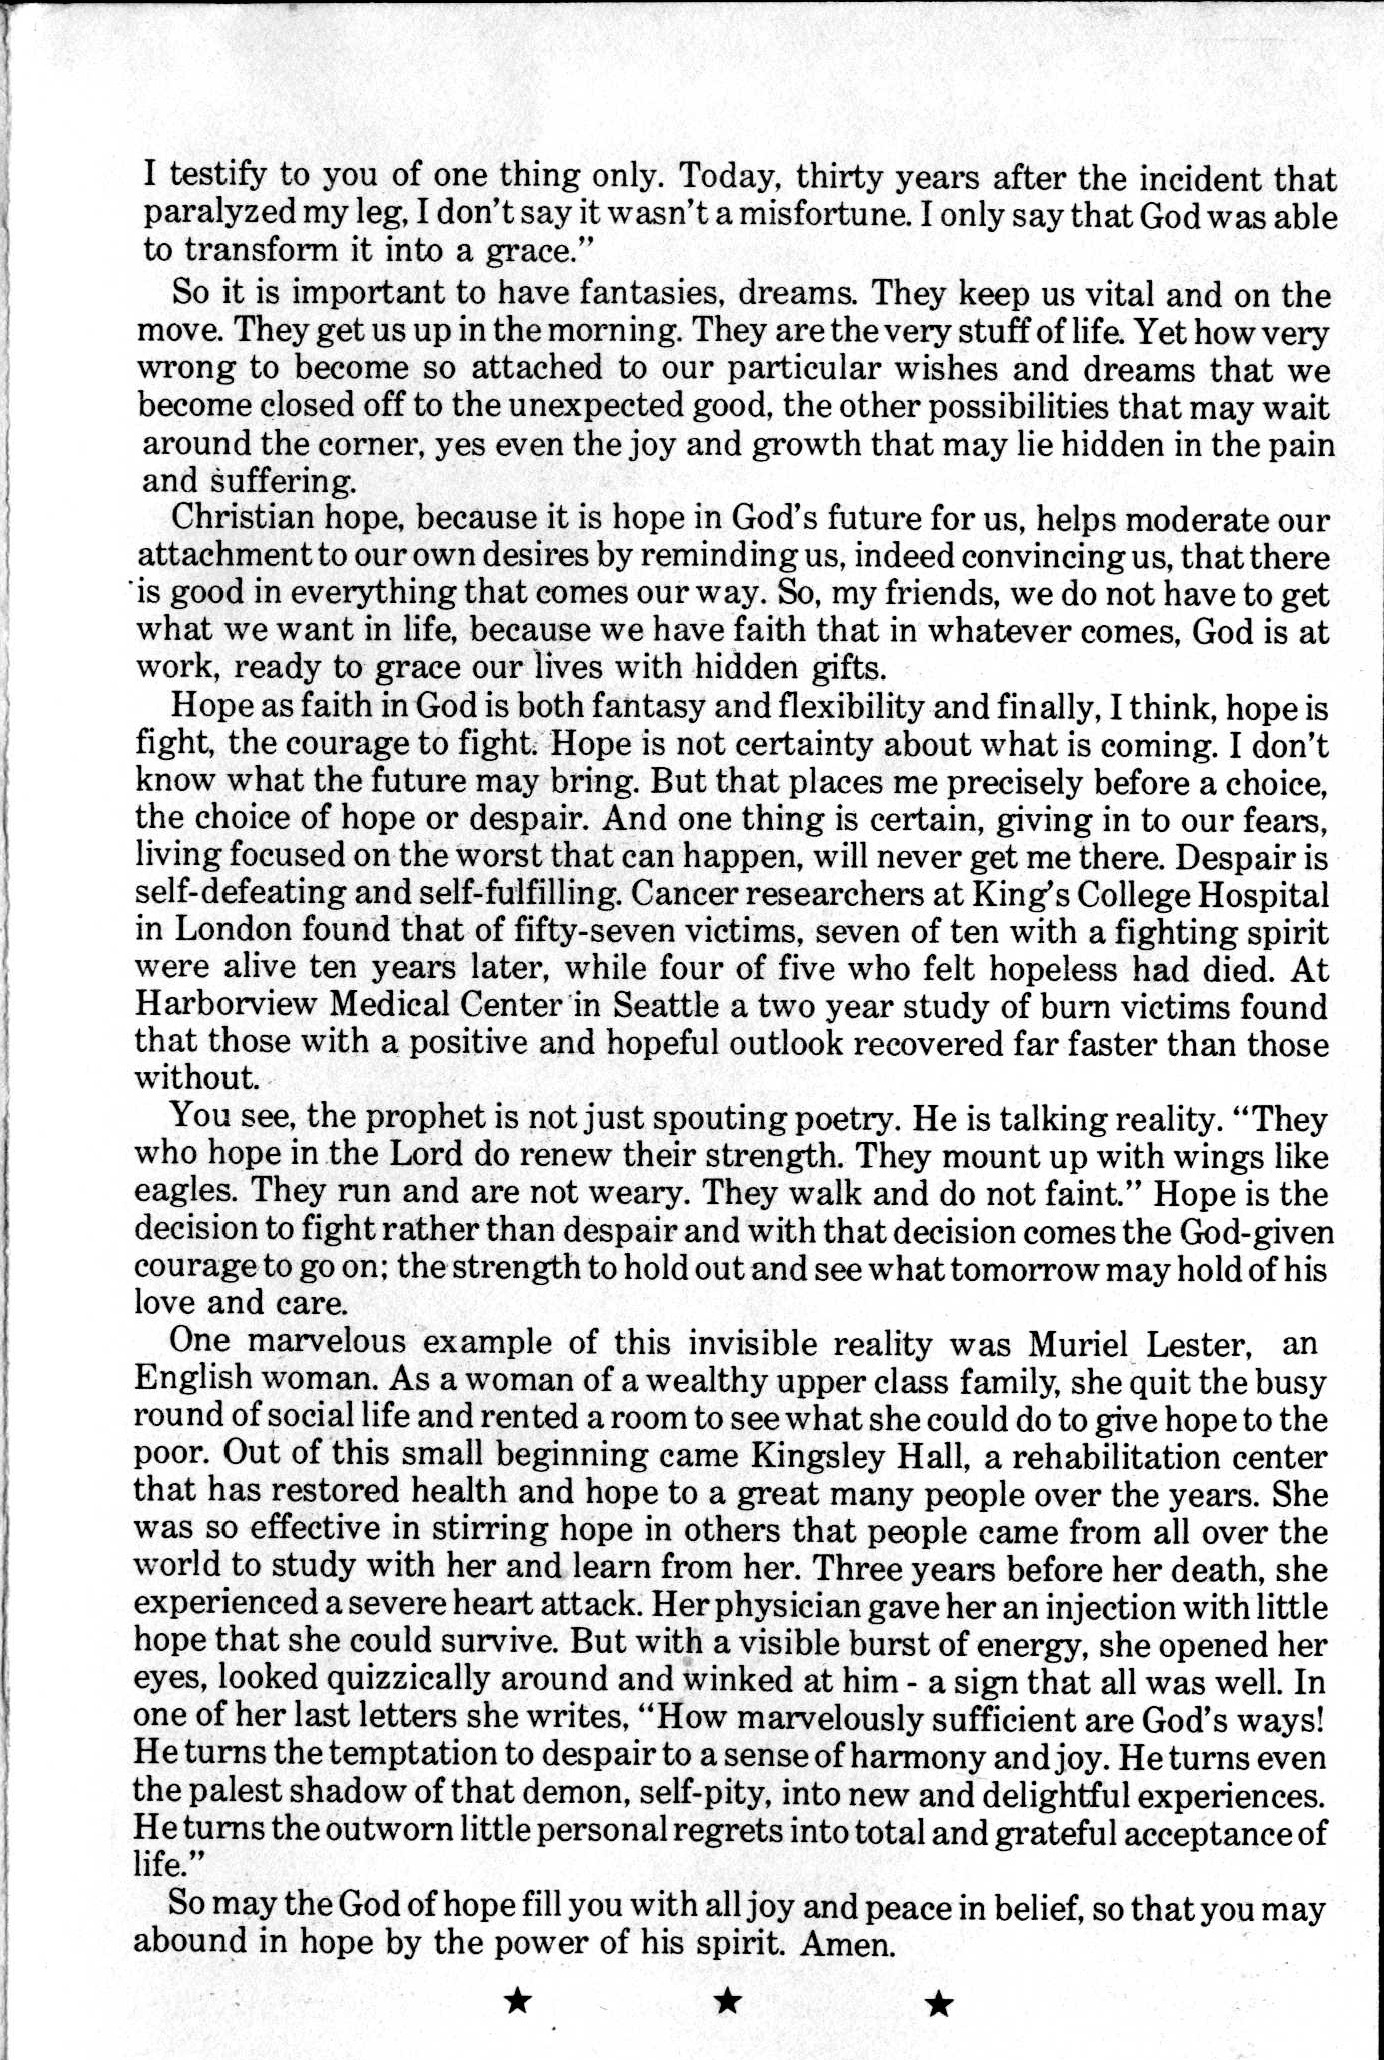 I testify to you of one thing only. Today, thirty years after the incident that
paralyzed my leg, I don't say it wasn't a misfortune. I only say that God was able
to transform it into a grace."
So it is important to have fantasies, dreams. They keep us vital and on the
move. They get us up in the morning. They are the very stuff of life. Yet how very
wrong to become so attached to our particular wishes and dreams that we
become closed off to the unexpected good, the other possibilities that may wait
around the corner, yes even the joy and growth that may lie hidden in the pain
and suffering.
Christian hope, because it is hope in God's future for us, helps moderate our
attachment to our own desires by reminding us, indeed convincing us, that there
is good in everything that comes our way. So, my friends, we do not have to get
what we want in life, because we have faith that in whatever comes, God is at
work, ready to grace our lives with hidden gifts.
Hope as faith in God is both fantasy and flexibility and finally, I think, hope is
fight, the courage to fight. Hope is not certainty about what is coming. I don't
know what the future may bring. But that places me precisely before a choice,
the choice of hope or despair. And one thing is certain, giving in to our fears,
living focused on the worst that can happen, will never get me there. Despair is
self-defeating and self-fulfilling. Cancer researchers at King's College Hospital
in London found that of fifty-seven victims, seven of ten with a fighting spirit
were alive ten years later, while four of five who felt hopeless had died. At
Harborview Medical Center in Seattle a two year study of burn victims found
that those with a positive and hopeful outlook recovered far faster than those
without.
You see, the prophet is not just spouting poetry. He is talking reality. "They
who hope in the Lord do renew their strength. They mount up with wings like
eagles. They run and are not weary. They walk and do not faint." Hope is the
decision to fight rather than despair and with that decision comes the God-given
courage to go on; the strength to hold out and see what tomorrow may hold of his
love and care.
One marvelous example of this invisible reality was Muriel Lester, an
English woman. As a woman of a wealthy upper class family, she quit the busy
round of social life and rented a room to see what she could do to give hope to the
poor. Out of this small beginning came Kingsley Hall, a rehabilitation center
that has restored health and hope to a great many people over the years. She
was so effective in stirring hope in others that people came from all over the
world to study with her and learn from her. Three years before her death, she
experienced a severe heart attack. Her physician gave her an injection with little
hope that she could survive. But with a visible burst of energy, she opened her
eyes, looked quizzically around and winked at him - a sign that all was well. In
one of her last letters she writes, "How marvelously sufficient are God's ways!
He turns the temptation to despair to a sense of harmony and joy. He turns even
the palest shadow of that demon, self-pity, into new and delightful experiences.
He turns the outworn little personal regrets into total and grateful acceptance of
life."
So may the God of hope fill you with all joy and peace in belief, so that you may
abound in hope by the power of his spirit. Amen.
★ ★ ★